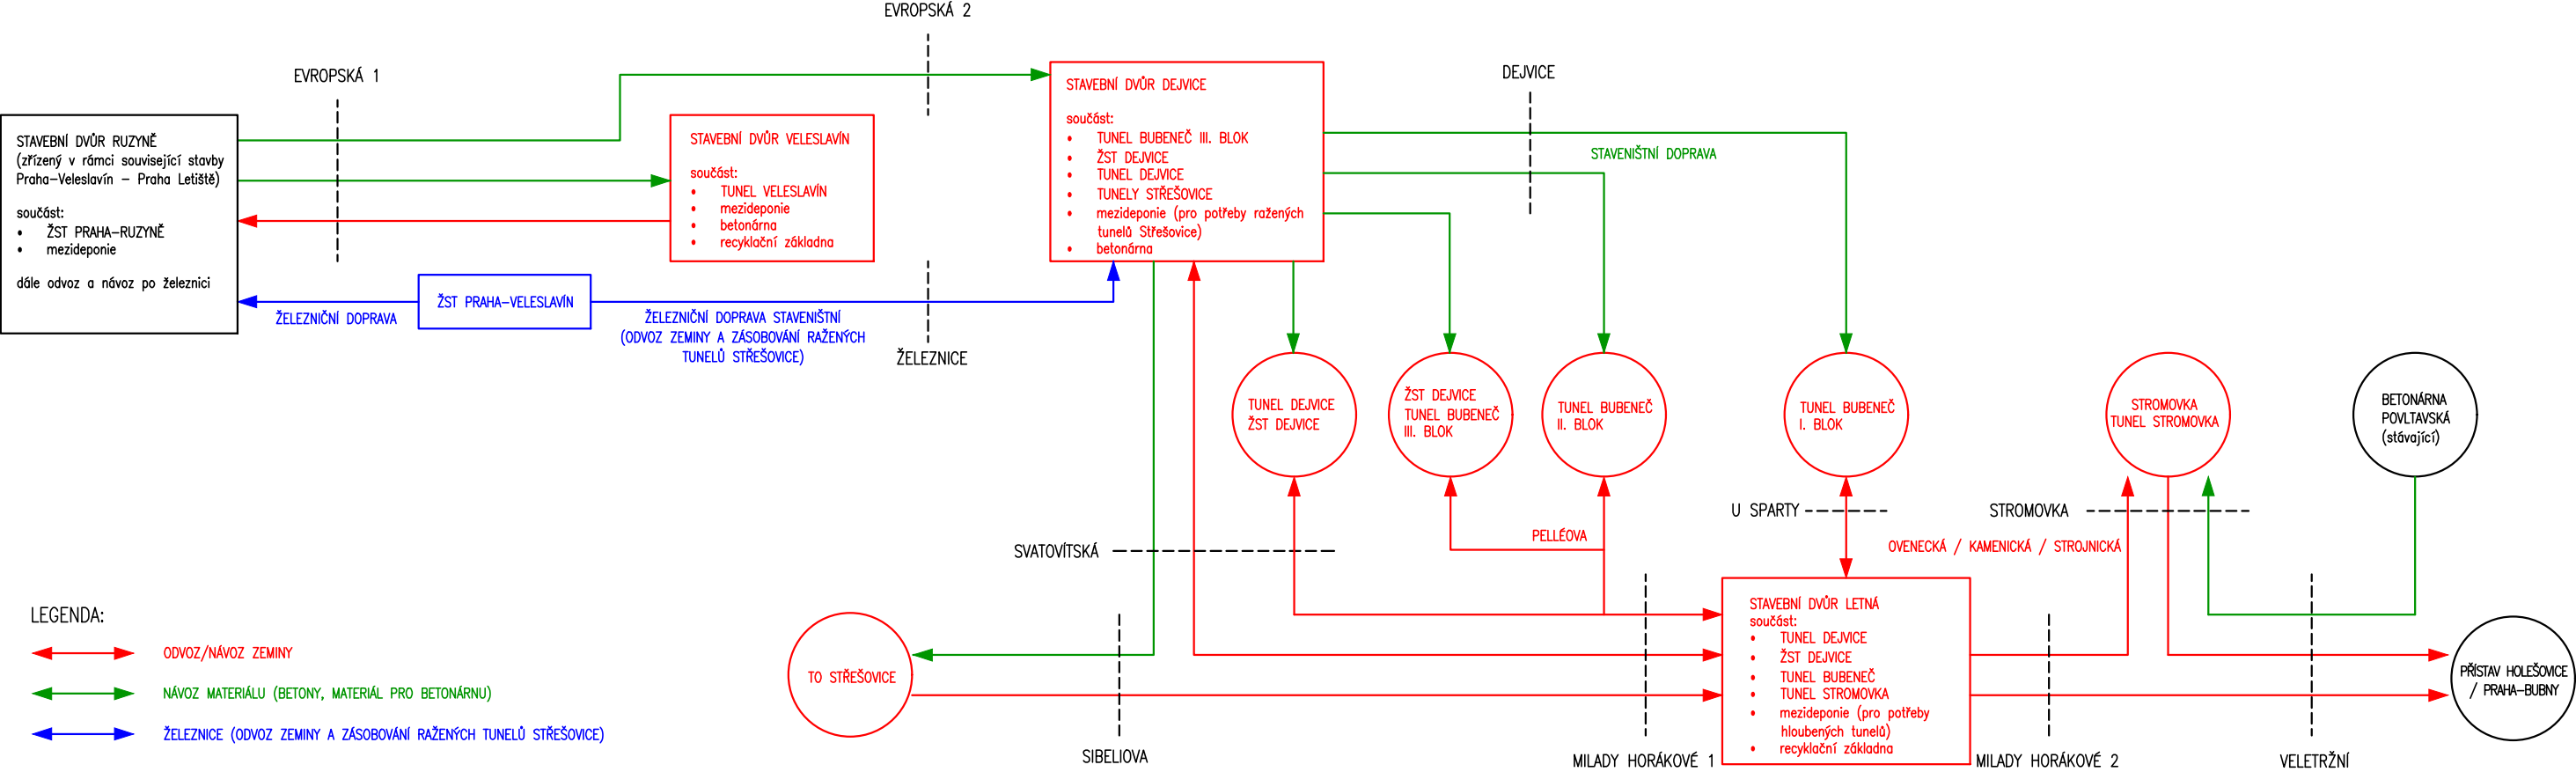 EVROPSKÁ 2
EVROPSKÁ 1
DEJVICE
STAVEBNÍ DVŮR RUZYNĚ
(zřízený v rámci související stavby
Praha-Veleslavín – Praha Letiště)
součást:
• ŽST PRAHA-RUZYNĚ
• mezideponie
dále odvoz a návoz po železnici
STAVEBNÍ DVŮR VELESLAVÍN
součást:
• TUNEL VELESLAVÍN
• mezideponie
• betonárna
• recyklační základna
STAVEBNÍ DVŮR DEJVICE
součást:
• TUNEL BUBENEČ III. BLOK
• ŽST DEJVICE
• TUNEL DEJVICE
• TUNELY STŘEŠOVICE
• mezideponie (pro potřeby ražených
tunelů Střešovice)
• betonárna
STAVENIŠTNÍ DOPRAVA
ŽST PRAHA-VELESLAVÍN
ŽELEZNIČNÍ DOPRAVA
ŽELEZNIČNÍ DOPRAVA STAVENIŠTNÍ
(ODVOZ ZEMINY A ZÁSOBOVÁNÍ RAŽENÝCH
TUNELŮ STŘEŠOVICE)
ŽELEZNICE
TUNEL DEJVICE
ŽST DEJVICE
ŽST DEJVICE
TUNEL BUBENEČ
III. BLOK
TUNEL BUBENEČ
II. BLOK
TUNEL BUBENEČ
I. BLOK
STROMOVKA
TUNEL STROMOVKA
BETONÁRNA
POVLTAVSKÁ
(stávající)
U SPARTY
STROMOVKA
PELLÉOVA
OVENECKÁ / KAMENICKÁ / STROJNICKÁ
SVATOVÍTSKÁ
STAVEBNÍ DVŮR LETNÁ
součást:
• TUNEL DEJVICE
• ŽST DEJVICE
• TUNEL BUBENEČ
• TUNEL STROMOVKA
• mezideponie (pro potřeby
hloubených tunelů)
• recyklační základna
TO STŘEŠOVICE
PŘÍSTAV HOLEŠOVICE
/ PRAHA-BUBNY
SIBELIOVA
MILADY HORÁKOVÉ 1
MILADY HORÁKOVÉ 2
VELETRŽNÍ
LEGENDA:
ODVOZ/NÁVOZ ZEMINY
NÁVOZ MATERIÁLU (BETONY, MATERIÁL PRO BETONÁRNU)
ŽELEZNICE (ODVOZ ZEMINY A ZÁSOBOVÁNÍ RAŽENÝCH TUNELŮ STŘEŠOVICE)